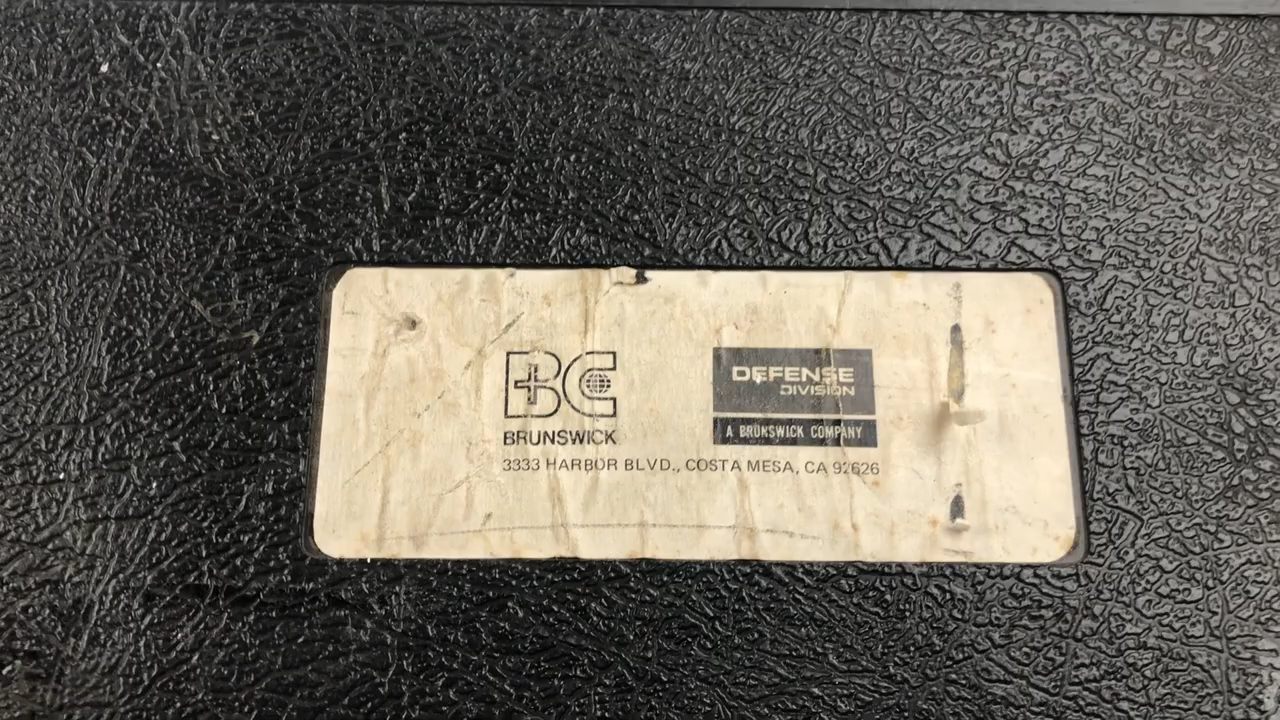 BC
BRUNSWICK
DEFENSE
DIVISION
A BRUNSWICK COMPANY
3333 HARBOR BLVD., COSTA MESA, CA 92626